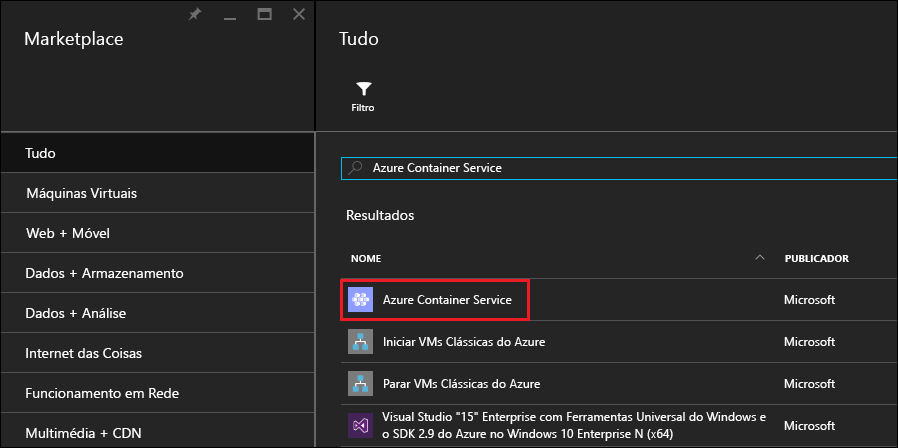 Marketplace
Tudo
Máquinas Virtuais
Web + Móvel
Dados + Armazenamento
Dados + Análise
Internet das Coisas
Funcionamento em Rede
Multimédia + CDN
Tudo
Filtro
Azure Container Service
Resultados
NOME PUBLICADOR
Azure Container Service Microsoft
Iniciar VMs Clássicas do Azure Microsoft
Parar VMs Clássicas do Azure Microsoft
Visual Studio "15" Enterprise com Ferramentas Universal do Windows e Microsoft
o SDK 2.9 do Azure no Windows 10 Enterprise N (x64)